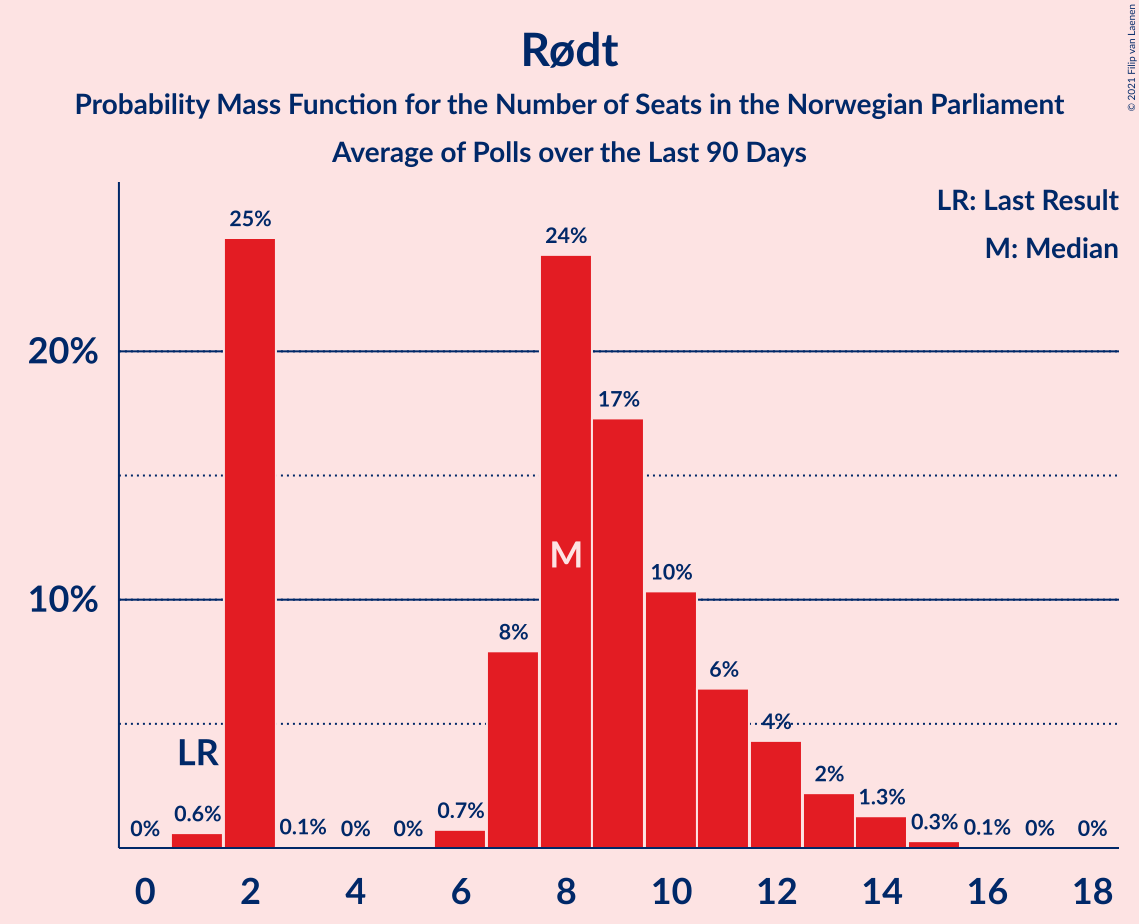 Rødt
Probability Mass Function for the Number of Seats in the Norwegian Parliament
Average of Polls over the Last 90 Days
© 2021 Filip van Laenen
LR: Last Result
M: Median
25%
24%
20%
17%
M
10%
10%
8%
6%
4%
LR
2%
0%
0.6%
0.1%
0%
0%
0.7%
1.3%
0.3%
0.1%
0%
0%
0 2 4 6 8 10 12 14 16 18